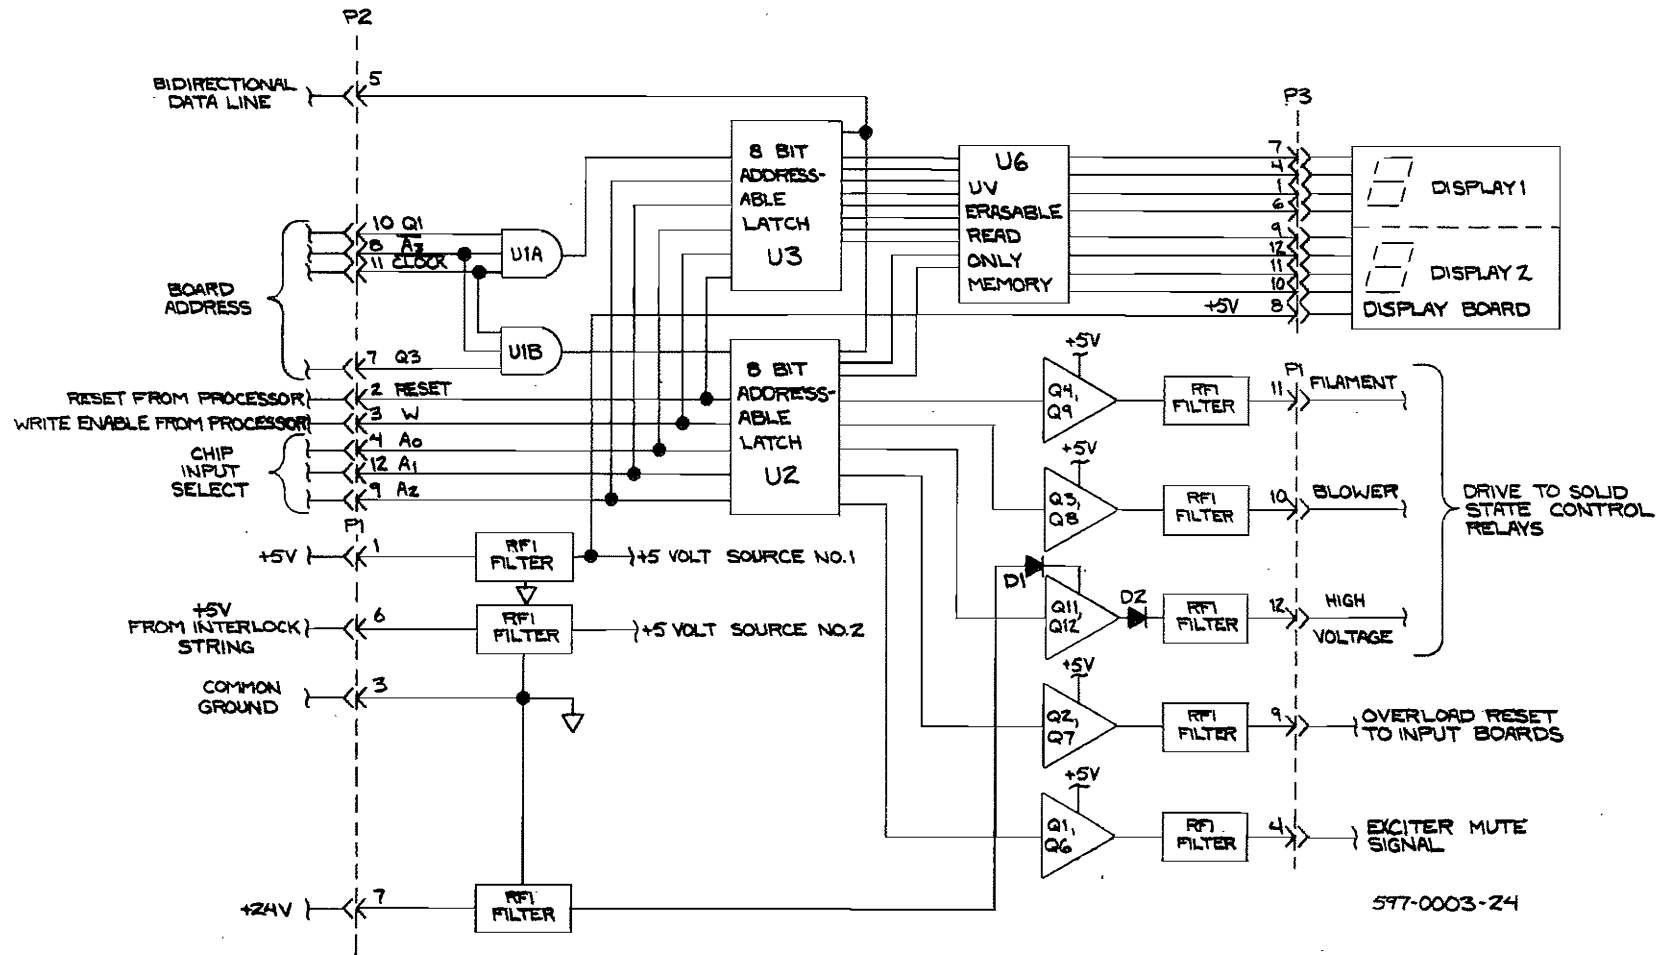 P2
BIDIRECTIONAL
DATA LINE
5
P3
8 BIT
ADDRESS-
ABLE
LATCH
U3
U6
UV
ERASABLE
READ
ONLY
MEMORY
7
4
1
6
9
12
11
10
+5V 8
DISPLAY 1
DISPLAY 2
DISPLAY BOARD
BOARD
ADDRESS
10 Q1
8 A̅3̅
11 C̅L̅O̅C̅K̅
U1A
U1B
7 Q3
RESET FROM PROCESSOR
2 RESET
WRITE ENABLE FROM PROCESSOR
3 W
CHIP
INPUT
SELECT
4 A0
12 A1
9 A2
8 BIT
ADDRESS-
ABLE
LATCH
U2
P1
+5V
1
RFI
FILTER
+5 VOLT SOURCE NO.1
+5V
FROM INTERLOCK
STRING
6
RFI
FILTER
+5 VOLT SOURCE NO.2
COMMON
GROUND
3
+24V
7
RFI
FILTER
+5V
Q4,
Q9
RFI
FILTER
P1
11
FILAMENT
+5V
Q3,
Q8
RFI
FILTER
10
BLOWER
D1
Q11,
Q12
D2
RFI
FILTER
12
HIGH
VOLTAGE
DRIVE TO SOLID
STATE CONTROL
RELAYS
+5V
Q2,
Q7
RFI
FILTER
9
OVERLOAD RESET
TO INPUT BOARDS
+5V
Q1,
Q6
RFI
FILTER
4
EXCITER MUTE
SIGNAL
597-0003-24